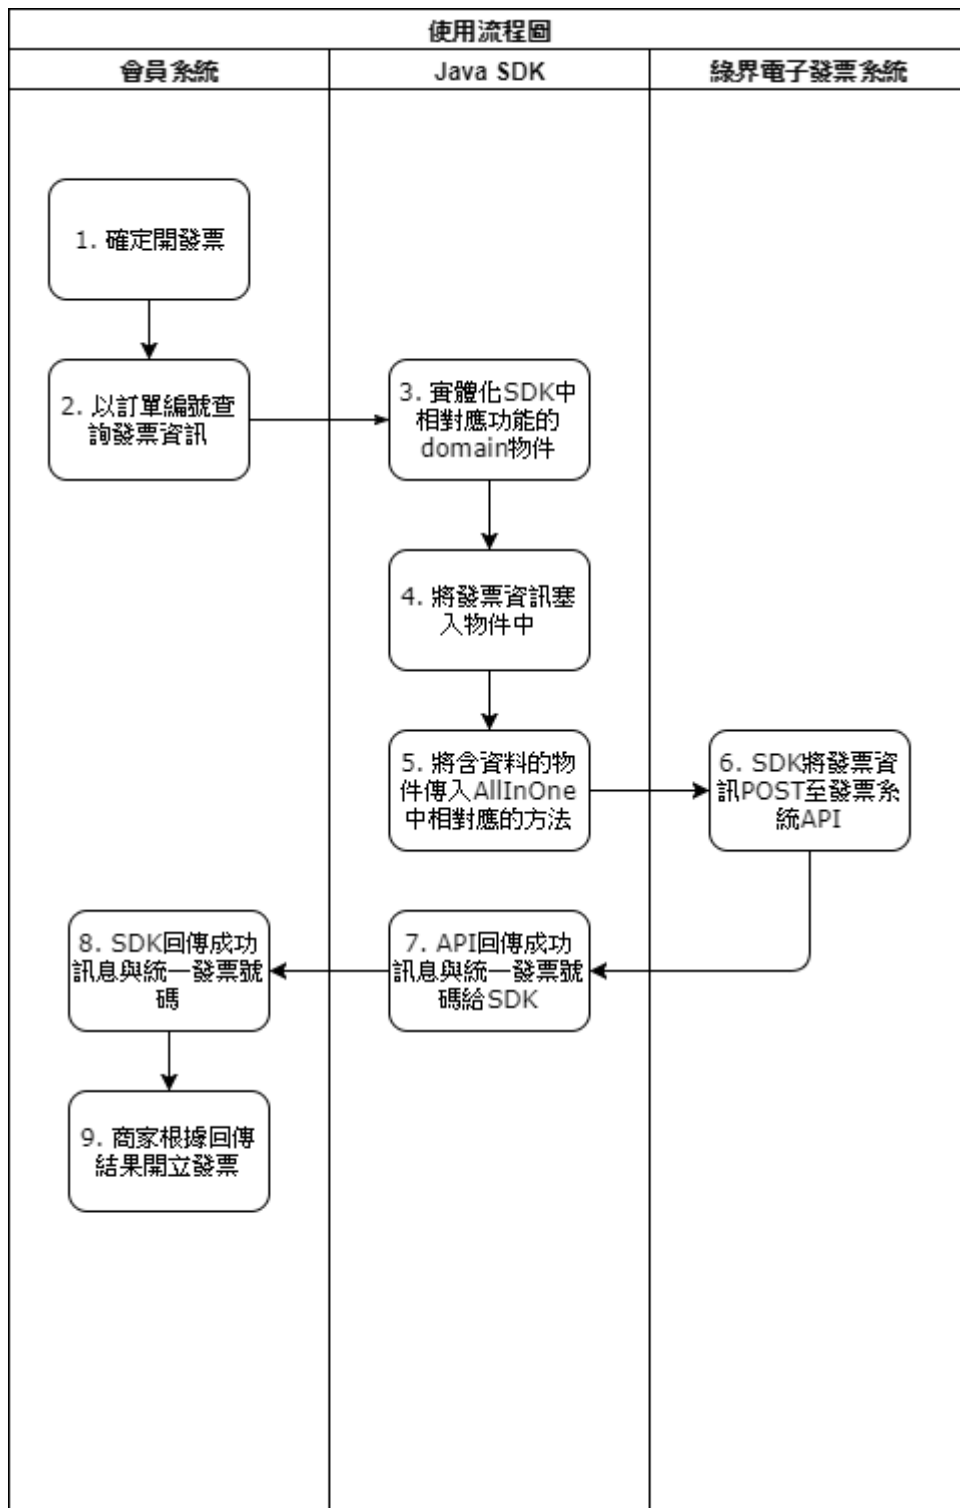 使用流程圖
會員系統
Java SDK
綠界電子發票系統
1. 確定開發票
2. 以訂單編號查
詢發票資訊
3. 實體化SDK中
相對應功能的
domain物件
4. 將發票資訊塞
入物件中
5. 將含資料的物
件傳入AllInOne
中相對應的方法
6. SDK將發票資
訊POST至發票系
統API
7. API回傳成功
訊息與統一發票號
碼給SDK
8. SDK回傳成功
訊息與統一發票號
碼
9. 商家根據回傳
結果開立發票